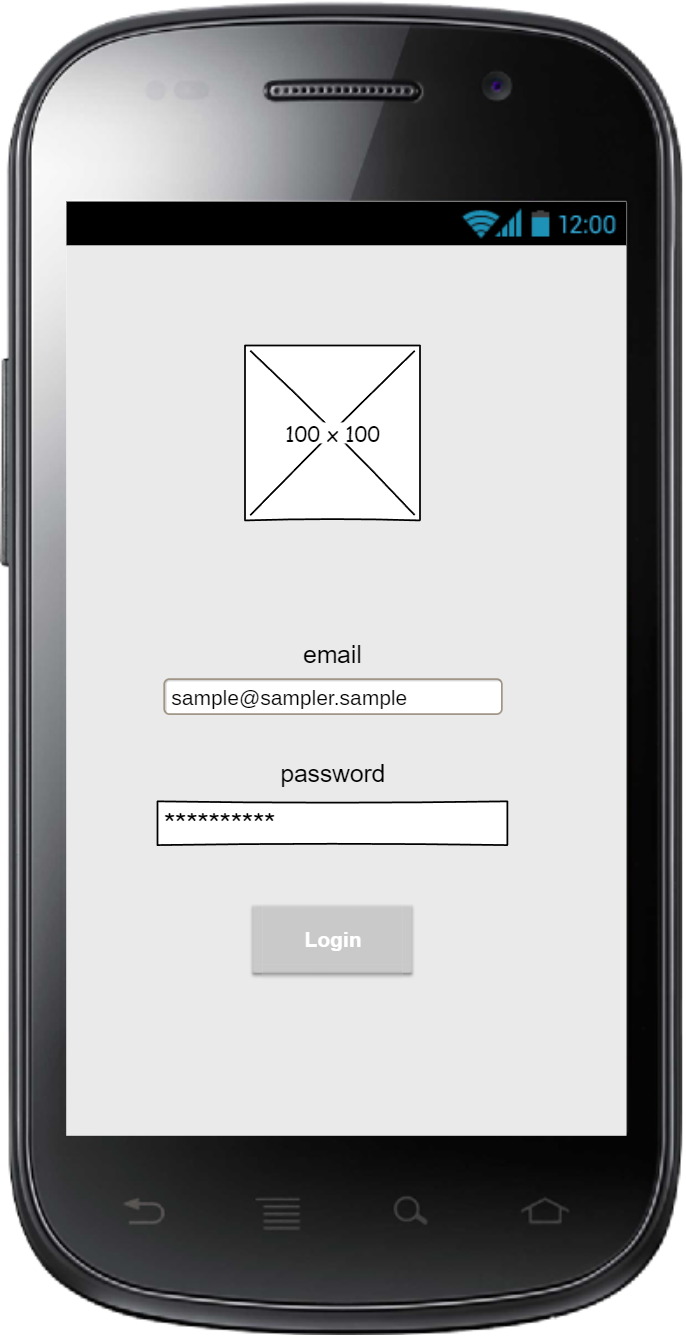 12:00
100 x 100
email
sample@sampler.sample
password
**********
Login